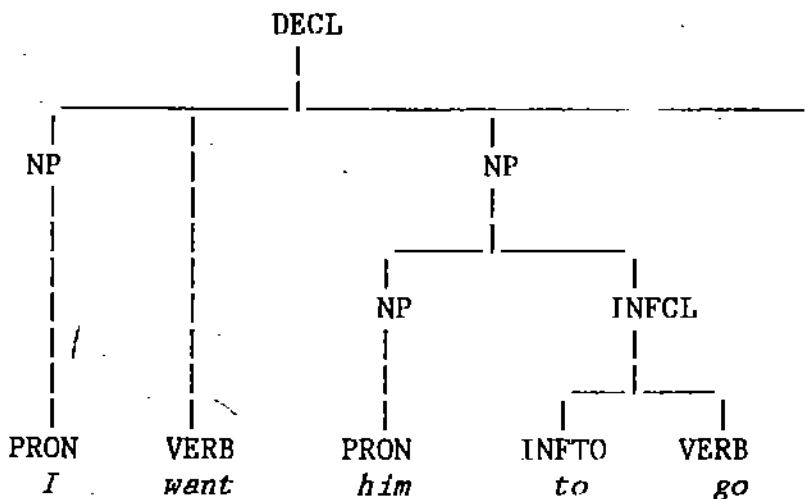 DECL
NP NP
NP INFCL
PRON VERB PRON INFTO VERB
I want him to go